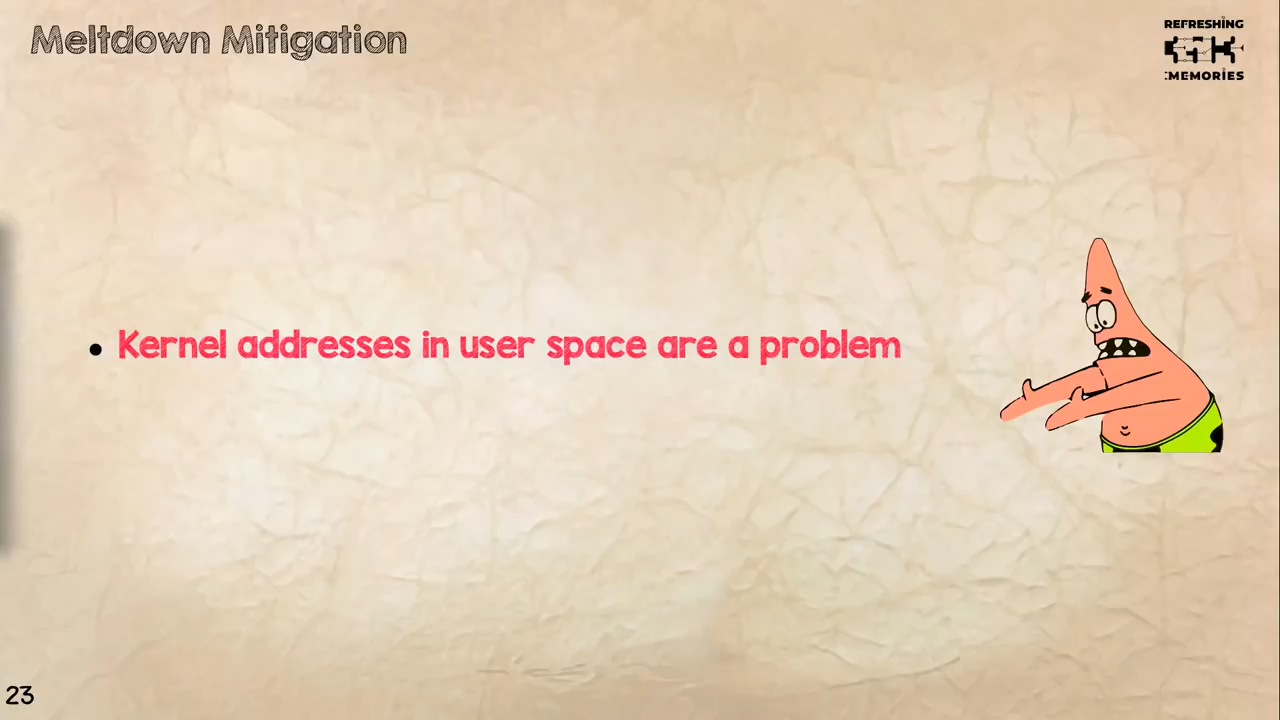 Meltdown Mitigation
REFRESHING
MEMORIES
• Kernel addresses in user space are a problem
23